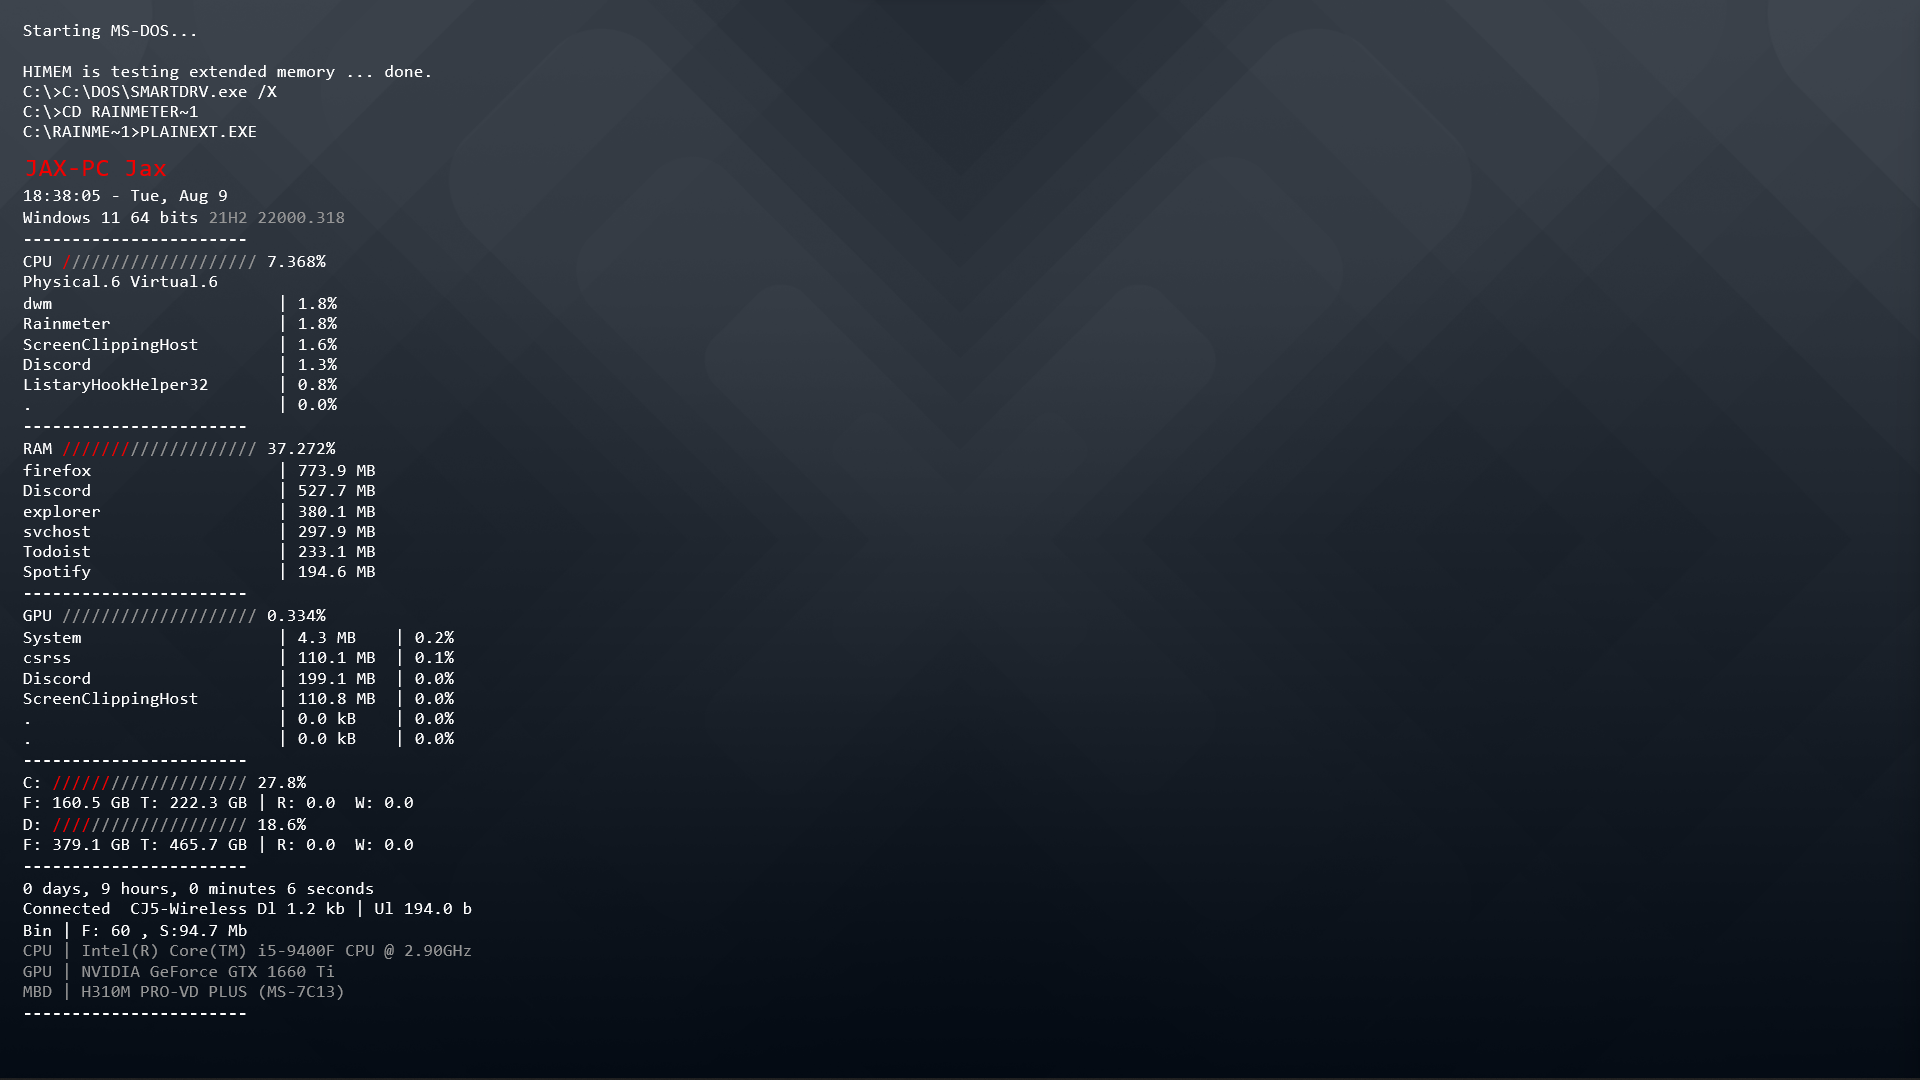 Starting MS-DOS...
HIMEM is testing extended memory ... done.
C:\>C:\DOS\SMARTDRV.exe /X
C:\>CD RAINMETER~1
C:\RAINME~1>PLAINEXT.EXE
JAX-PC Jax
18:38:05 - Tue, Aug 9
Windows 11 64 bits 21H2 22000.318
-----------------------
CPU //////////////////// 7.368%
Physical.6 Virtual.6
dwm | 1.8%
Rainmeter | 1.8%
ScreenClippingHost | 1.6%
Discord | 1.3%
ListaryHookHelper32 | 0.8%
. | 0.0%
-----------------------
RAM //////////////////// 37.272%
firefox | 773.9 MB
Discord | 527.7 MB
explorer | 380.1 MB
svchost | 297.9 MB
Todoist | 233.1 MB
Spotify | 194.6 MB
-----------------------
GPU //////////////////// 0.334%
System | 4.3 MB | 0.2%
csrss | 110.1 MB | 0.1%
Discord | 199.1 MB | 0.0%
ScreenClippingHost | 110.8 MB | 0.0%
. | 0.0 kB | 0.0%
. | 0.0 kB | 0.0%
-----------------------
C: //////////////////// 27.8%
F: 160.5 GB T: 222.3 GB | R: 0.0 W: 0.0
D: //////////////////// 18.6%
F: 379.1 GB T: 465.7 GB | R: 0.0 W: 0.0
-----------------------
0 days, 9 hours, 0 minutes 6 seconds
Connected CJ5-Wireless Dl 1.2 kb | Ul 194.0 b
Bin | F: 60 , S:94.7 Mb
CPU | Intel(R) Core(TM) i5-9400F CPU @ 2.90GHz
GPU | NVIDIA GeForce GTX 1660 Ti
MBD | H310M PRO-VD PLUS (MS-7C13)
-----------------------